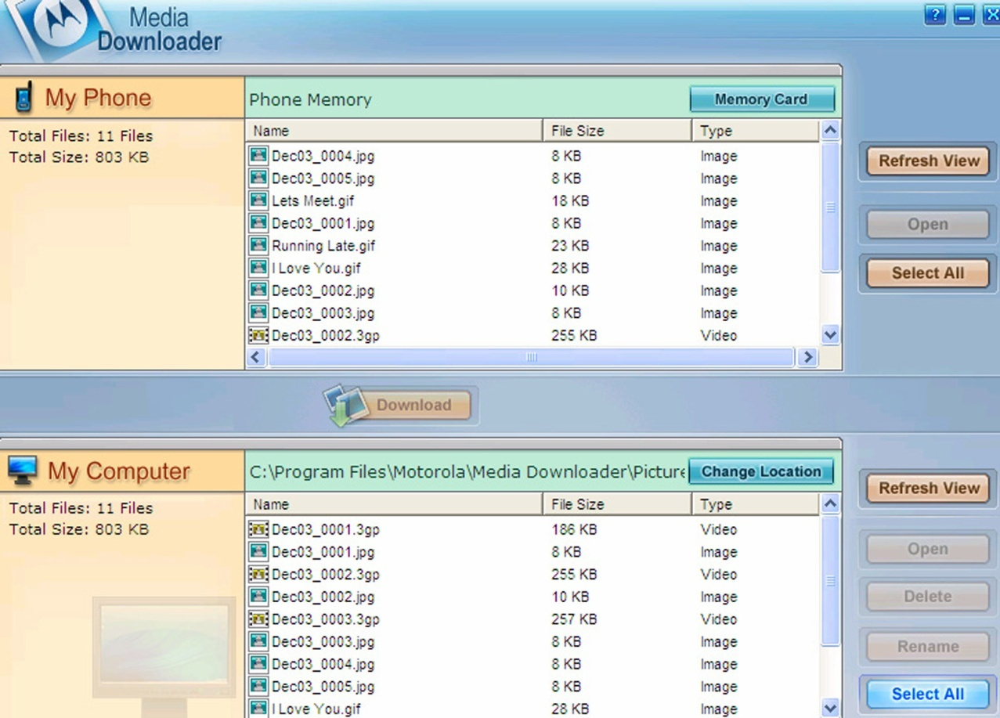 Media
Downloader
?
My Phone
Phone Memory
Memory Card
Total Files: 11 Files
Total Size: 803 KB
Name File Size Type
Dec03_0004.jpg 8 KB Image
Dec03_0005.jpg 8 KB Image
Lets Meet.gif 18 KB Image
Dec03_0001.jpg 8 KB Image
Running Late.gif 23 KB Image
I Love You.gif 28 KB Image
Dec03_0002.jpg 10 KB Image
Dec03_0003.jpg 8 KB Image
Dec03_0002.3gp 255 KB Video
Refresh View
Open
Select All
Download
My Computer
C:\Program Files\Motorola\Media Downloader\Picture
Change Location
Total Files: 11 Files
Total Size: 803 KB
Name File Size Type
Dec03_0001.3gp 186 KB Video
Dec03_0001.jpg 8 KB Image
Dec03_0002.3gp 255 KB Video
Dec03_0002.jpg 10 KB Image
Dec03_0003.3gp 257 KB Video
Dec03_0003.jpg 8 KB Image
Dec03_0004.jpg 8 KB Image
Dec03_0005.jpg 8 KB Image
I Love You.gif 28 KB Image
Refresh View
Open
Delete
Rename
Select All